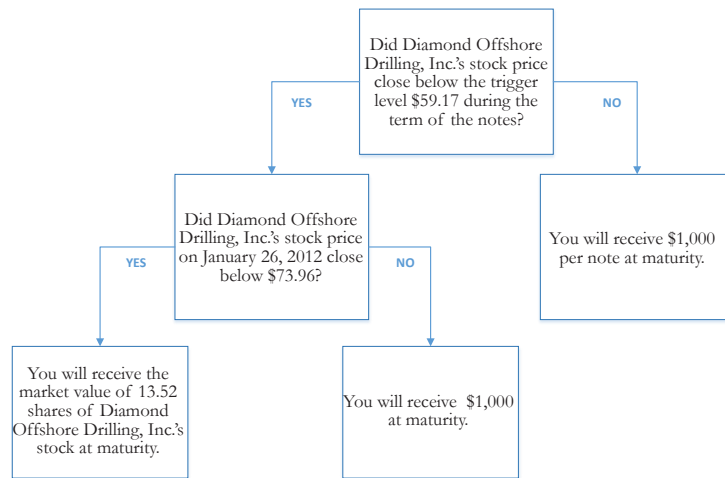 Did Diamond Offshore
Drilling, Inc.'s stock price
close below the trigger
level $59.17 during the
term of the notes?
YES
NO
Did Diamond Offshore
Drilling, Inc.'s stock price
on January 26, 2012 close
below $73.96?
You will receive $1,000
per note at maturity.
YES
NO
You will receive the
market value of 13.52
shares of Diamond
Offshore Drilling, Inc.'s
stock at maturity.
You will receive $1,000
at maturity.